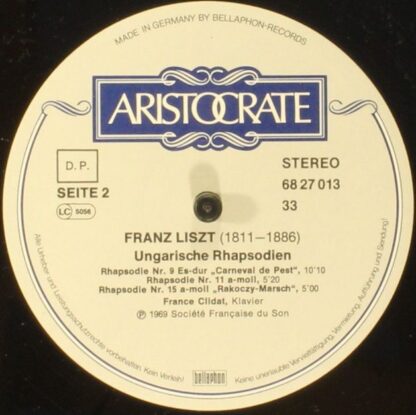 MADE IN GERMANY BY BELLAPHON-RECORDS
ARISTOCRATE
D. P.
STEREO
SEITE 2
68 27 013
LC 5056
33
FRANZ LISZT (1811—1886)
Ungarische Rhapsodien
Rhapsodie Nr. 9 Es-dur „Carneval de Pest", 10'10
Rhapsodie Nr. 11 a-moll, 5'20
Rhapsodie Nr. 15 a-moll „Rakoczy-Marsch", 5'00
France Clidat, Klavier
Ⓟ 1969 Société Française du Son
Alle Urheber und Leistungsschutzrechte vorbehalten. Kein Verleih!
Keine unerlaubte Vervielfältigung, Vermietung, Aufführung und Sendung!
bellaphon